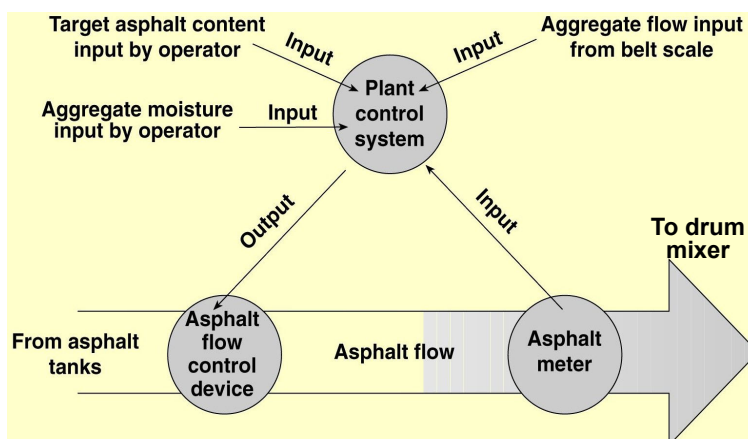 Target asphalt content
input by operator
Input
Input
Aggregate flow input
from belt scale
Plant
control
system
Aggregate moisture
input by operator
Input
Output
Input
To drum
mixer
From asphalt
tanks
Asphalt
flow
control
device
Asphalt flow
Asphalt
meter